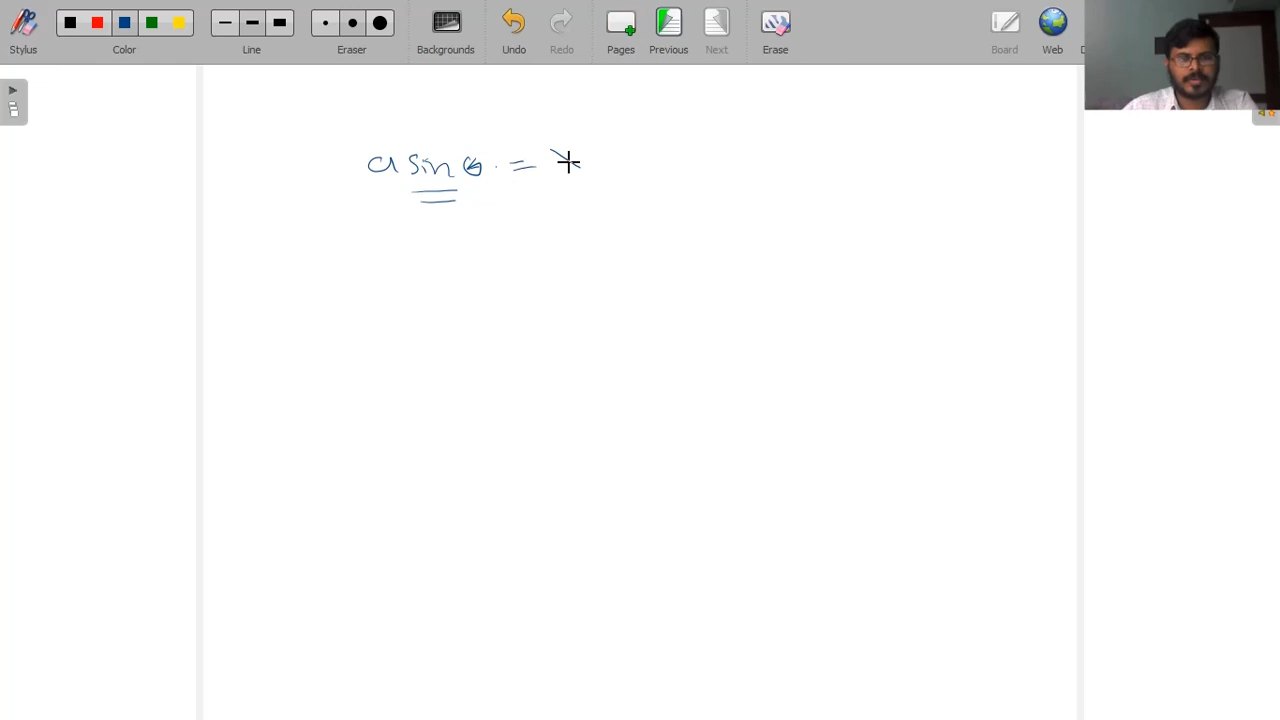 Stylus Color Line Eraser Backgrounds Undo Redo Pages Previous Next Erase Board Web
a sin θ =